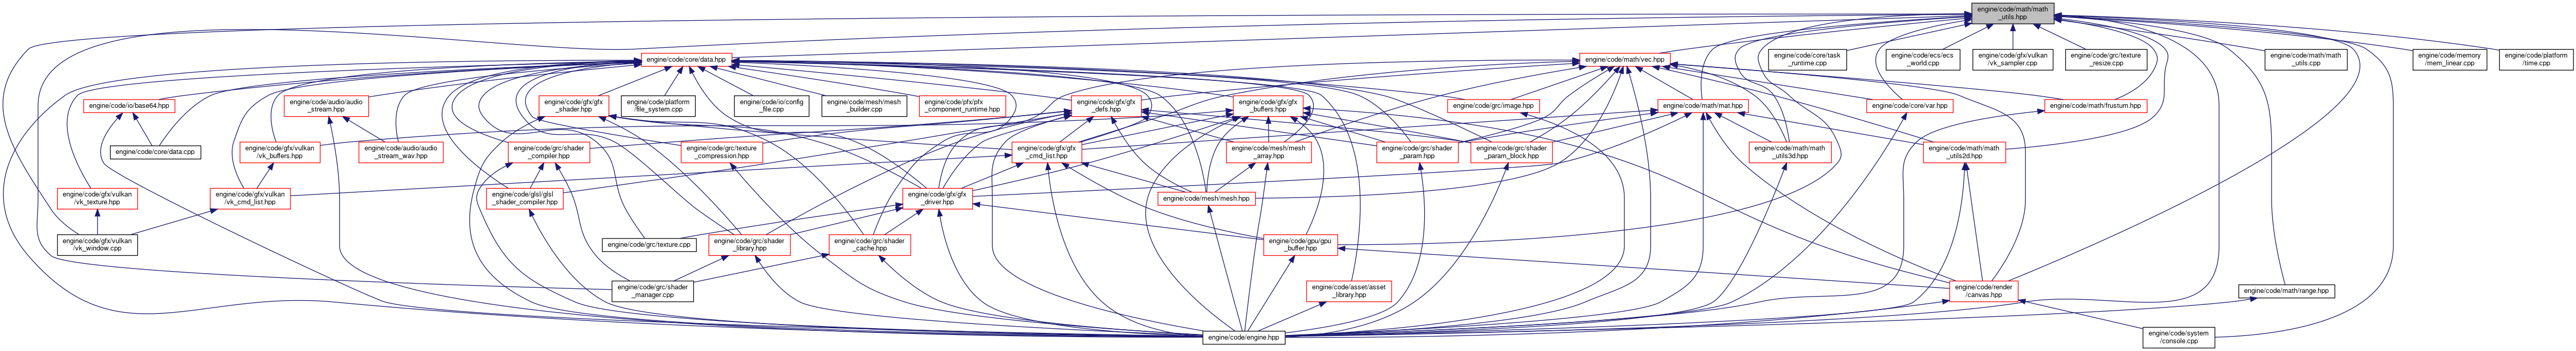 engine/code/math/math
_utils.hpp
engine/code/core/data.hpp
engine/code/math/vec.hpp
engine/code/core/task
_runtime.cpp
engine/code/ecs/ecs
_world.cpp
engine/code/gfx/vulkan
/vk_sampler.cpp
engine/code/grc/texture
_resize.cpp
engine/code/math/math
_utils.cpp
engine/code/memory
/mem_linear.cpp
engine/code/platform
/time.cpp
engine/code/io/base64.hpp
engine/code/audio/audio
_stream.hpp
engine/code/gfx/gfx
_shader.hpp
engine/code/platform
/file_system.cpp
engine/code/io/config
_file.cpp
engine/code/mesh/mesh
_builder.cpp
engine/code/pfx/pfx
_component_runtime.hpp
engine/code/gfx/gfx
_defs.hpp
engine/code/gfx/gfx
_buffers.hpp
engine/code/grc/image.hpp
engine/code/math/mat.hpp
engine/code/core/var.hpp
engine/code/math/frustum.hpp
engine/code/core/data.cpp
engine/code/gfx/vulkan
/vk_buffers.hpp
engine/code/audio/audio
_stream_wav.hpp
engine/code/grc/shader
_compiler.hpp
engine/code/grc/texture
_compression.hpp
engine/code/gfx/gfx
_cmd_list.hpp
engine/code/mesh/mesh
_array.hpp
engine/code/grc/shader
_param.hpp
engine/code/grc/shader
_param_block.hpp
engine/code/math/math
_utils3d.hpp
engine/code/math/math
_utils2d.hpp
engine/code/gfx/vulkan
/vk_texture.hpp
engine/code/gfx/vulkan
/vk_cmd_list.hpp
engine/code/glsl/glsl
_shader_compiler.hpp
engine/code/gfx/gfx
_driver.hpp
engine/code/mesh/mesh.hpp
engine/code/gfx/vulkan
/vk_window.cpp
engine/code/grc/texture.cpp
engine/code/grc/shader
_library.hpp
engine/code/grc/shader
_cache.hpp
engine/code/gpu/gpu
_buffer.hpp
engine/code/grc/shader
_manager.cpp
engine/code/asset/asset
_library.hpp
engine/code/render
/canvas.hpp
engine/code/math/range.hpp
engine/code/engine.hpp
engine/code/system
/console.cpp